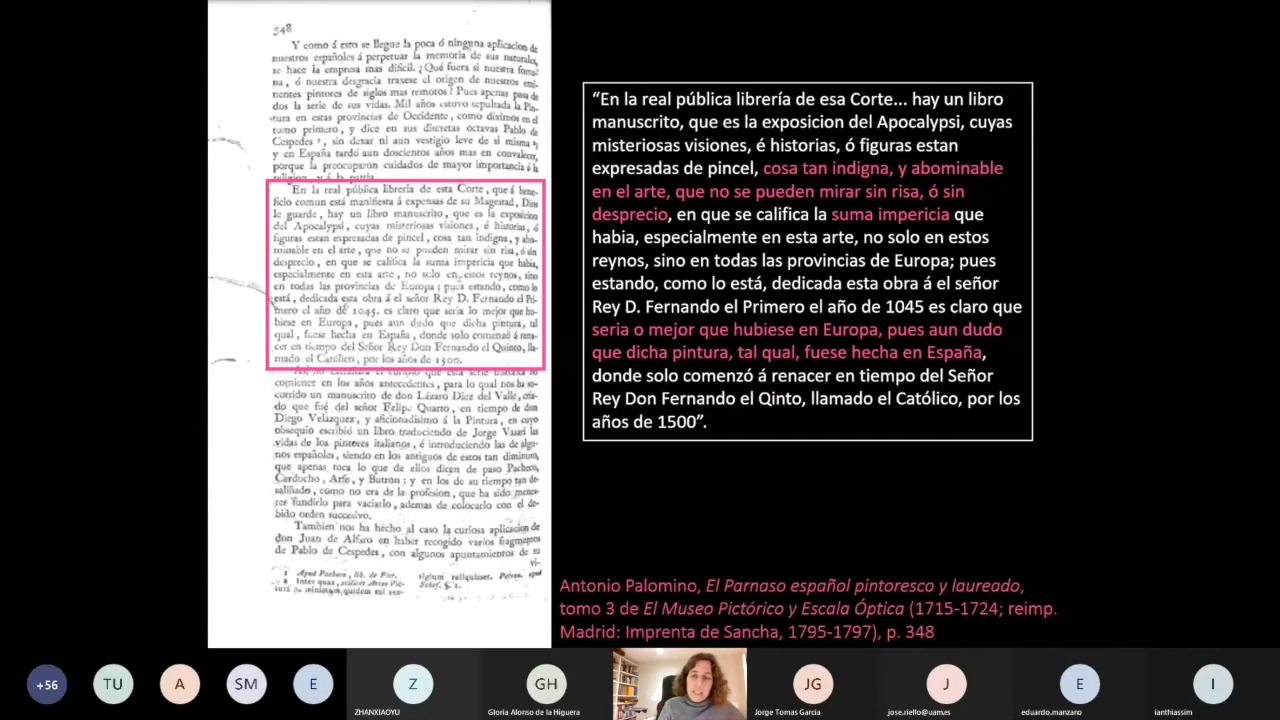 348
Y como á esto se llegue la poca ó ninguna aplicacion de
nuestros españoles á perpetuar la memoria de sus naturales,
se hace la empresa mas dificil. ¿Qué fuera si nuestra fortu-
na, ó nuestra desgracia traxese el origen de nuestros emi-
nentes pintores de siglos mas remotos? Pues apenas pasa de
dos la serie de sus vidas. Mil años estuvo sepultada la Pin-
tura en estas provincias de Occidente, como diximos en el
tomo primero, y dice en sus discretas octavas Pablo de
Cespedes, sin dexar ni aun vestigio leve de si misma
y en España tardó aun doscientos años mas en convalecer,
porque la preocuparon cuidados de mayor importancia á la
religion, y á la patria.
En la real pública librería de esta Corte, que á bene-
ficio comun está manifiesta á expensas de su Magestad, Dios
le guarde, hay un libro manuscrito, que es la exposicion
del Apocalypsi, cuyas misteriosas visiones, é historias, ó
figuras estan expresadas de pincel, cosa tan indigna, y abo-
minable en el arte, que no se pueden mirar sin risa, ó sin
desprecio, en que se califica la suma impericia que habia,
especialmente en esta arte, no solo en estos reynos, sino
en todas las provincias de Europa; pues estando, como lo
está, dedicada esta obra á el señor Rey D. Fernando el Pri-
mero el año de 1045. es claro que seria lo mejor que hu-
biese en Europa, pues aun dudo que dicha pintura, tal
qual, fuese hecha en España, donde solo comenzó á rena-
cer en tiempo del Señor Rey Don Fernando el Quinto, lla-
mado el Católico, por los años de 1500.
comience en los años antecedentes, para lo qual nos ha so-
corrido un manuscrito de don Lázaro Diez del Valle, cria-
do que fué del señor Felipe Quarto, en tiempo de don
Diego Velazquez, y aficionadisimo á la Pintura, en cuyo
obsequio escribió un libro traduciendo de Jorge Vasari las
vidas de los pintores italianos, é introduciendo las de algu-
nos españoles, siendo en los antiguos de estos tan diminuto,
que apenas toca lo que de ellos dicen de paso Pacheco,
Carducho, Arfe, y Butron: y en los de su tiempo tan de-
saliñado, como no era de la profesion, que ha sido menes-
ter fundirlo para vaciarlo, ademas de colocarlo con el de-
bido orden succesivo.
Tambien nos ha hecho al caso la curiosa aplicacion de
don Juan de Alfaro en haber recogido varios fragmentos
de Pablo de Cespedes, con algunos apuntamientos de su
vi-
1 Apud Pacheco, lib. de Pict.
“En la real pública librería de esa Corte... hay un libro
manuscrito, que es la exposicion del Apocalypsi, cuyas
misteriosas visiones, é historias, ó figuras estan
expresadas de pincel, cosa tan indigna, y abominable
en el arte, que no se pueden mirar sin risa, ó sin
desprecio, en que se califica la suma impericia que
habia, especialmente en esta arte, no solo en estos
reynos, sino en todas las provincias de Europa; pues
estando, como lo está, dedicada esta obra á el señor
Rey D. Fernando el Primero el año de 1045 es claro que
seria o mejor que hubiese en Europa, pues aun dudo
que dicha pintura, tal qual, fuese hecha en España,
donde solo comenzó á renacer en tiempo del Señor
Rey Don Fernando el Qinto, llamado el Católico, por los
años de 1500”.
Antonio Palomino, El Parnaso español pintoresco y laureado,
tomo 3 de El Museo Pictórico y Escala Óptica (1715-1724; reimp.
Madrid: Imprenta de Sancha, 1795-1797), p. 348
+56
TU
A
SM
E
Z
GH
JG
J
E
I
ZHANXIAOYU
Gloria Alonso de la Higuera
Jorge Tomas Garcia
jose.riello@uam.es
eduardo.manzano
ianthiassim